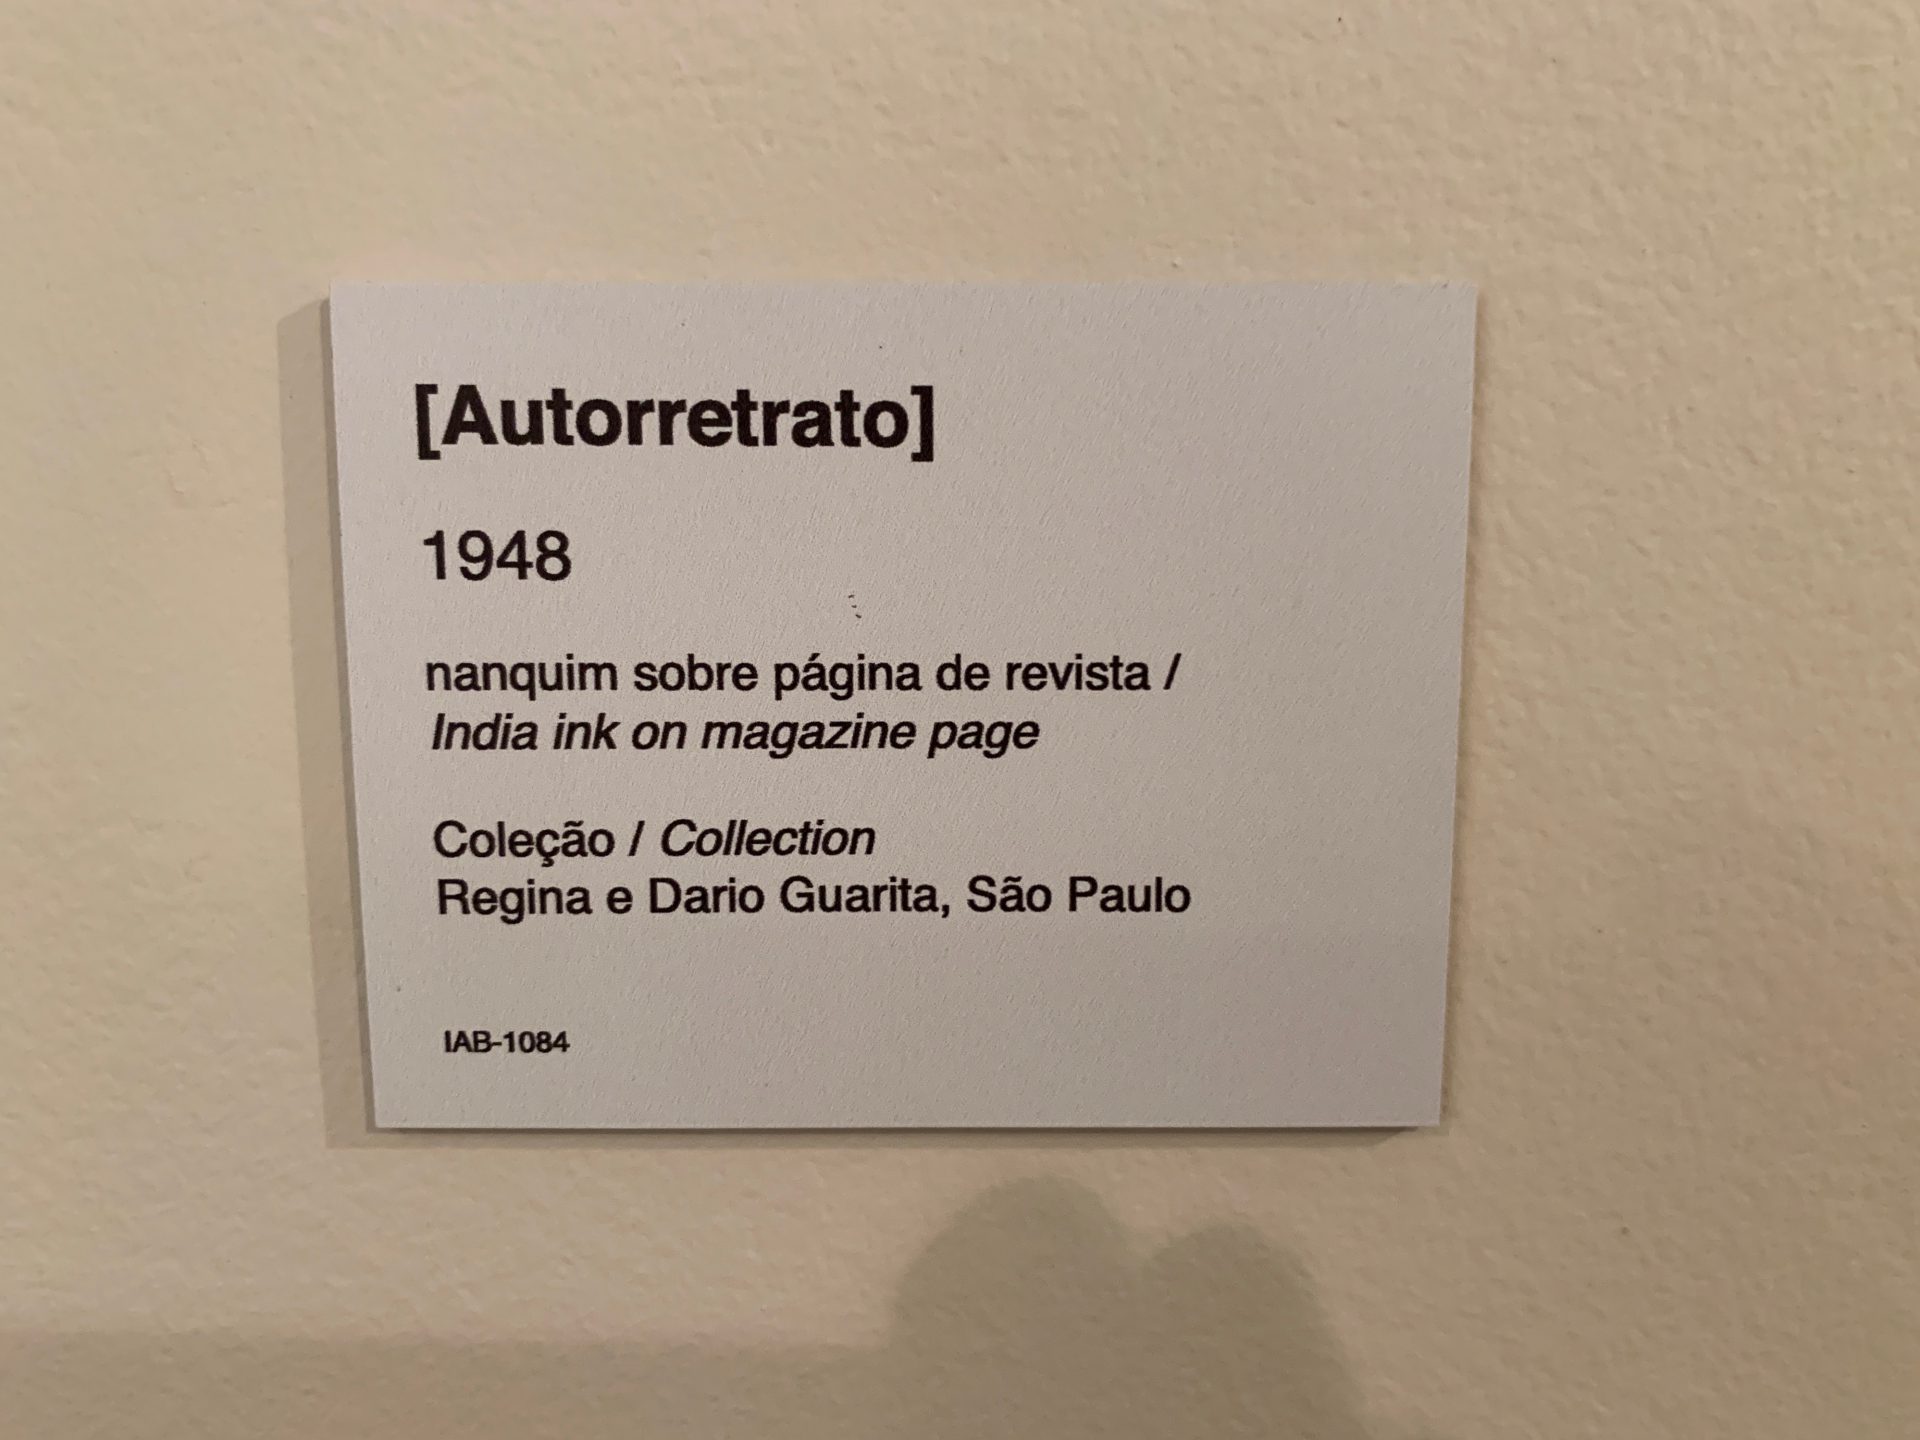 [Autorretrato]
1948
nanquim sobre página de revista /
India ink on magazine page
Coleção / Collection
Regina e Dario Guarita, São Paulo
IAB-1084